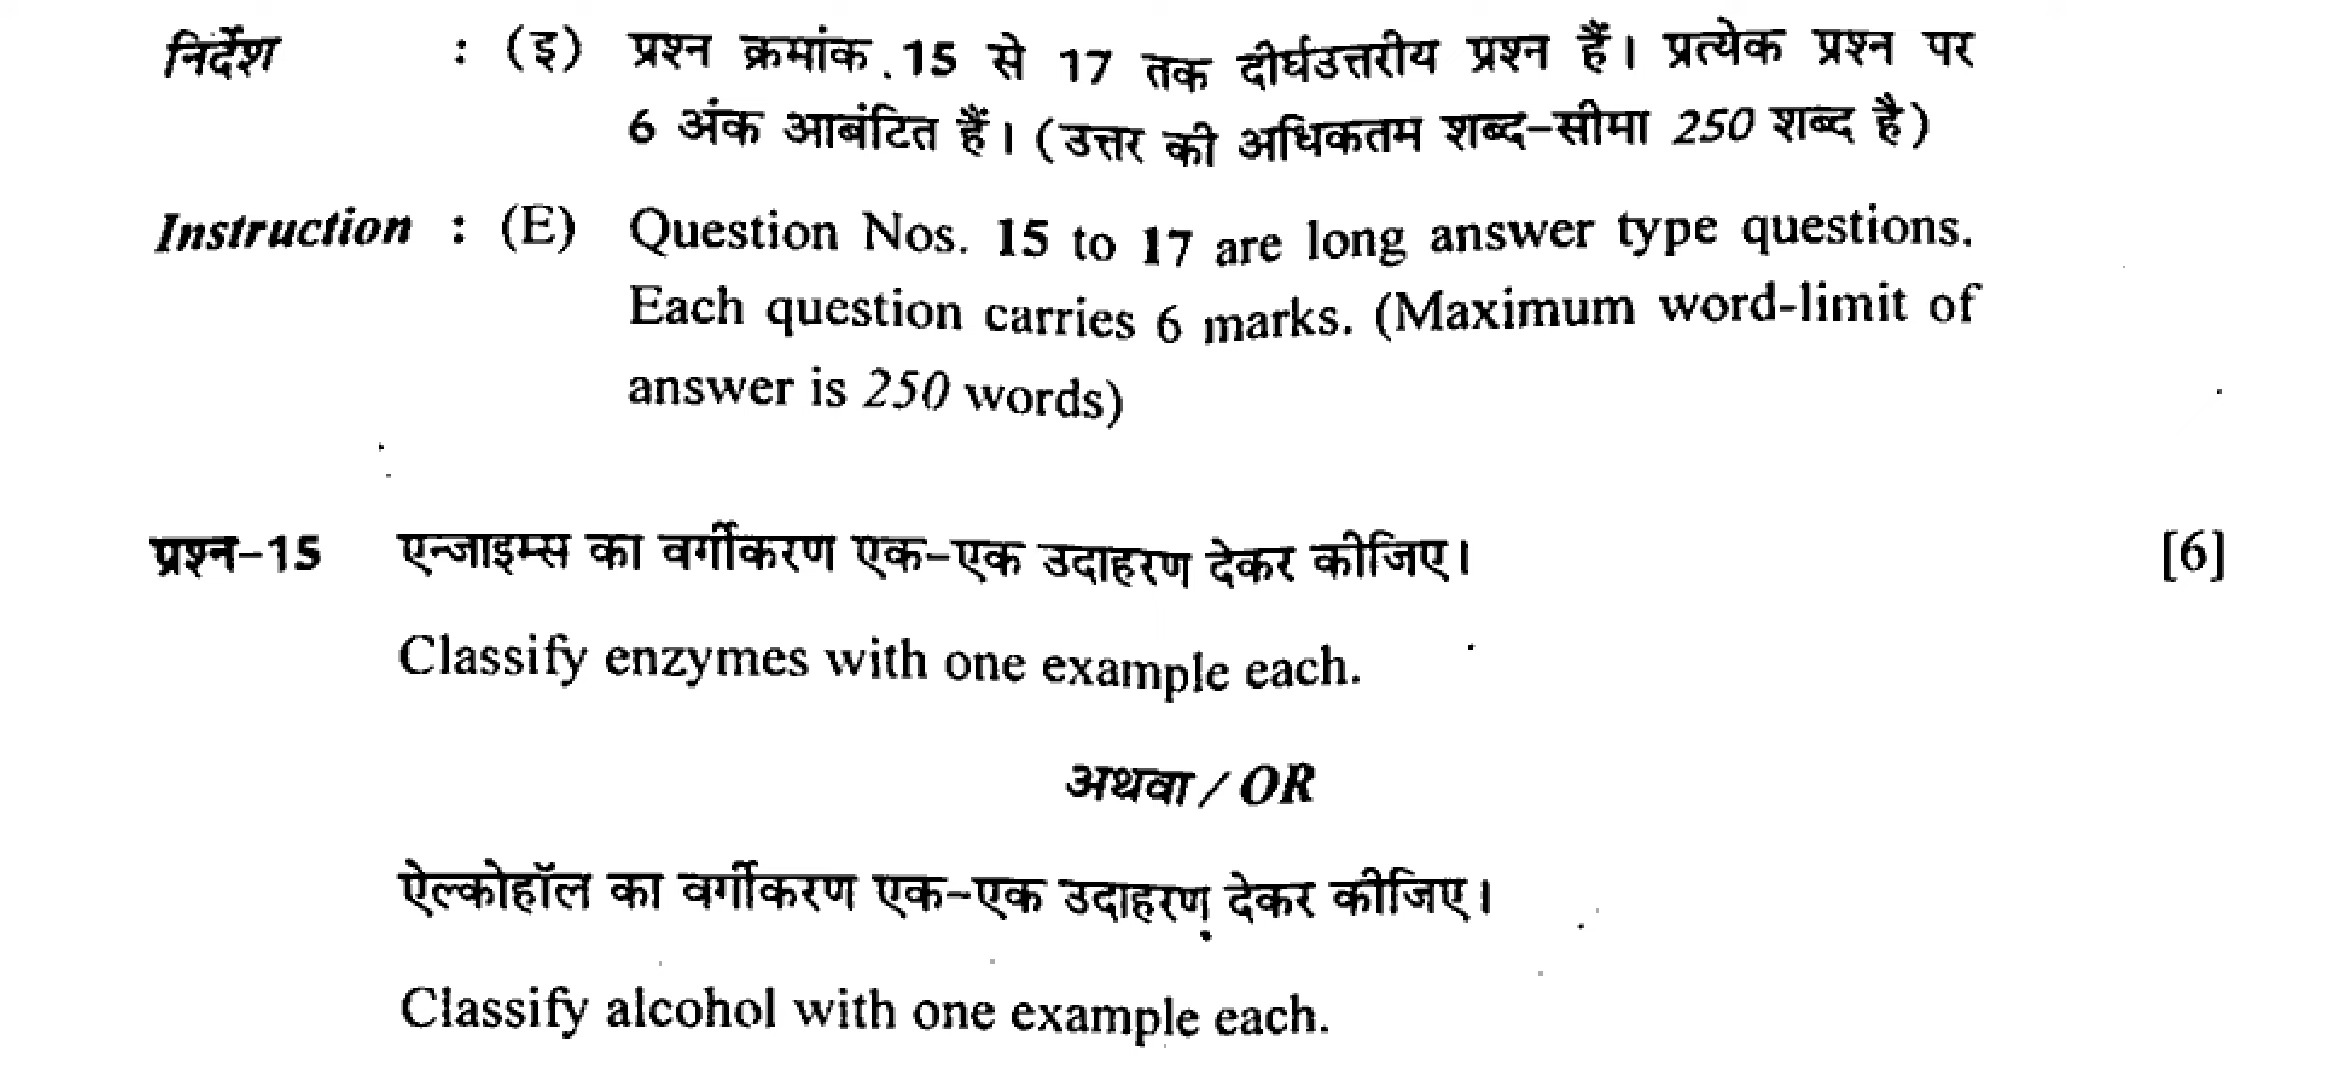 निर्देश : (इ) प्रश्न क्रमांक 15 से 17 तक दीर्घउत्तरीय प्रश्न हैं। प्रत्येक प्रश्न पर
6 अंक आबंटित हैं। (उत्तर की अधिकतम शब्द-सीमा 250 शब्द है)
Instruction : (E) Question Nos. 15 to 17 are long answer type questions.
Each question carries 6 marks. (Maximum word-limit of
answer is 250 words)
प्रश्न-15 एन्जाइम्स का वर्गीकरण एक-एक उदाहरण देकर कीजिए। [6]
Classify enzymes with one example each.
अथवा / OR
ऐल्कोहॉल का वर्गीकरण एक-एक उदाहरण देकर कीजिए।
Classify alcohol with one example each.